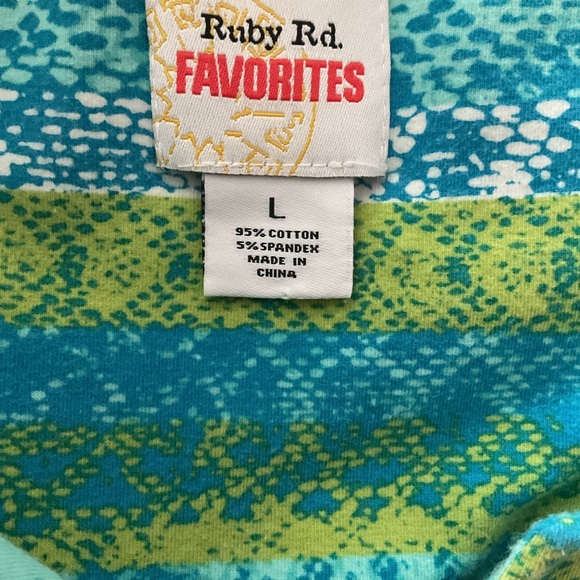 Ruby Rd.
FAVORITES
L
95% COTTON
5% SPANDEX
MADE IN
CHINA